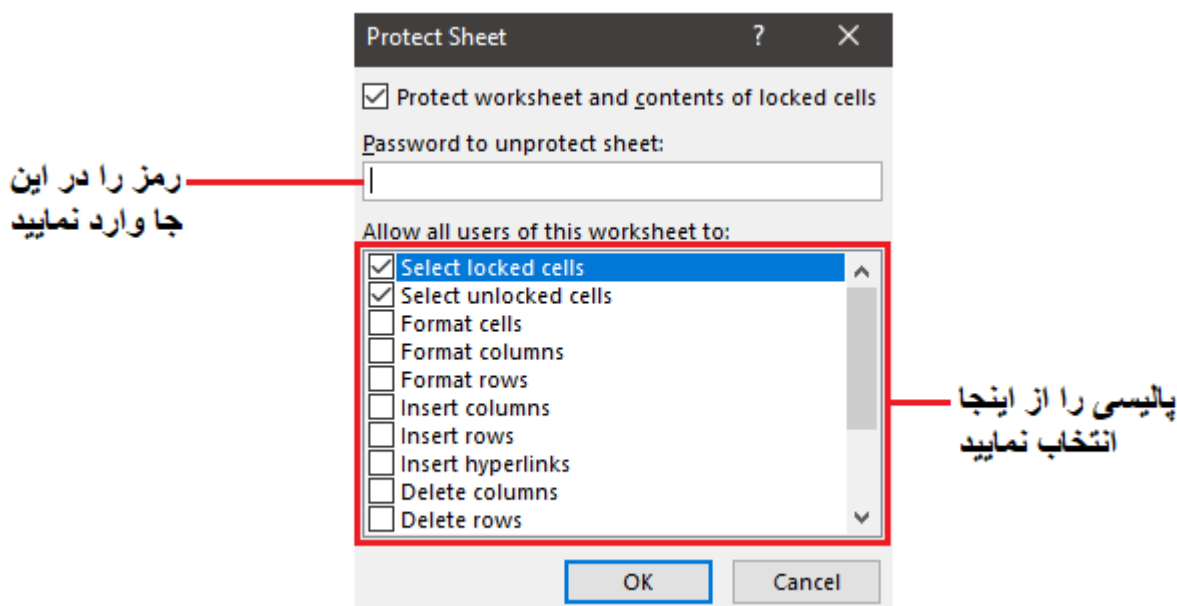 Protect Sheet ? ×
Protect worksheet and contents of locked cells
Password to unprotect sheet:
رمز را در این
جا وارد نمایید
Allow all users of this worksheet to:
Select locked cells
Select unlocked cells
Format cells
Format columns
Format rows
Insert columns
Insert rows
Insert hyperlinks
Delete columns
Delete rows
پالیسی را از اینجا
انتخاب نمایید
OK Cancel